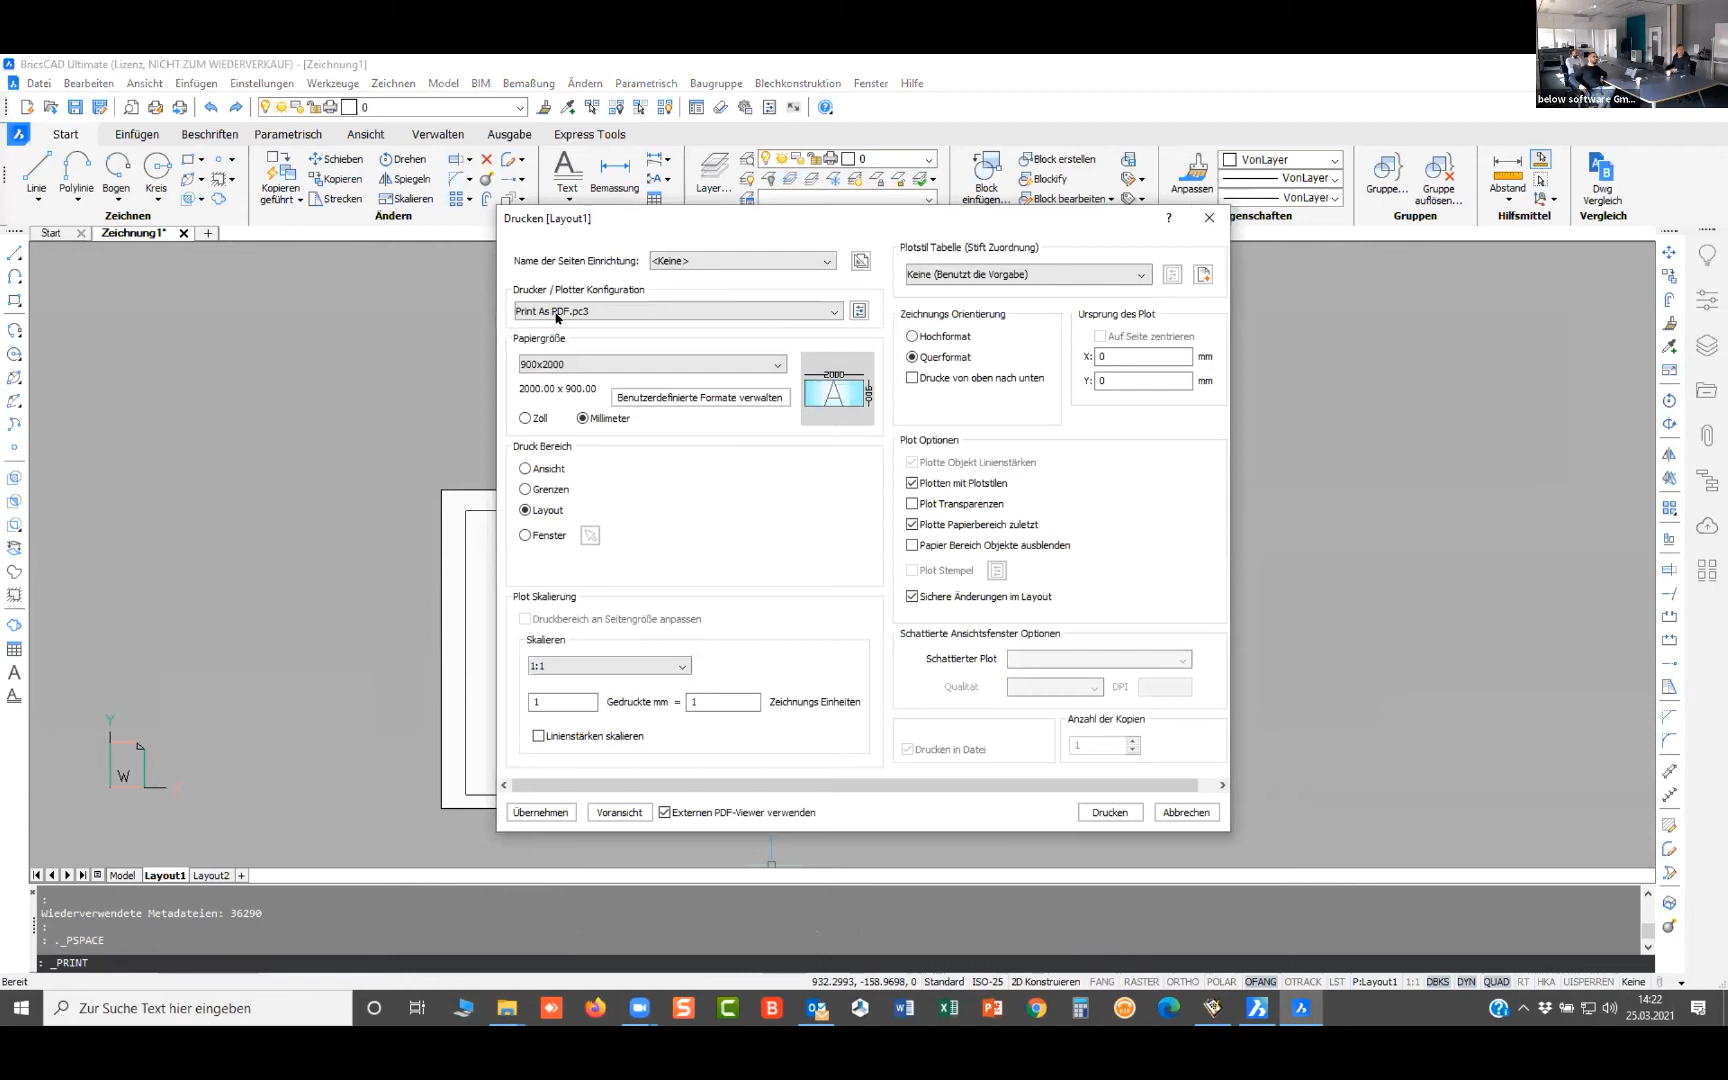 below software Gm...
BricsCAD Ultimate (Lizenz, NICHT ZUM WIEDERVERKAUF) - [Zeichnung1]
Datei Bearbeiten Ansicht Einfügen Einstellungen Werkzeuge Zeichnen Model BIM Bemaßung Ändern Parametrisch Baugruppe Blechkonstruktion Fenster Hilfe
0
Start Einfügen Beschriften Parametrisch Ansicht Verwalten Ausgabe Express Tools
Schieben Drehen 0 Block erstellen VonLayer
Kopieren Spiegeln Blockify VonLayer
Linie Polylinie Bogen Kreis Kopieren geführt Strecken Skalieren Text Bemassung Layer... Block einfügen... Block bearbeiten Anpassen VonLayer Gruppe... Gruppe auflösen... Abstand Dwg Vergleich
Zeichnen Ändern genschaften Gruppen Hilfsmittel Vergleich
Start Zeichnung1*
Drucken [Layout1]
Name der Seiten Einrichtung: <Keine>
Drucker / Plotter Konfiguration
Print As PDF.pc3
Papiergröße
900x2000
2000.00 x 900.00 Benutzerdefinierte Formate verwalten
Zoll Millimeter
2000
900
A
Druck Bereich
Ansicht
Grenzen
Layout
Fenster
Plot Skalierung
Druckbereich an Seitengröße anpassen
Skalieren
1:1
1 Gedruckte mm = 1 Zeichnungs Einheiten
Linienstärken skalieren
Plotstil Tabelle (Stift Zuordnung)
Keine (Benutzt die Vorgabe)
Zeichnungs Orientierung
Hochformat
Querformat
Drucke von oben nach unten
Ursprung des Plot
Auf Seite zentrieren
X: 0 mm
Y: 0 mm
Plot Optionen
Plotte Objekt Linienstärken
Plotten mit Plotstilen
Plot Transparenzen
Plotte Papierbereich zuletzt
Papier Bereich Objekte ausblenden
Plot Stempel
Sichere Änderungen im Layout
Schattierte Ansichtsfenster Optionen
Schattierter Plot
Qualität DPI
Drucken in Datei
Anzahl der Kopien
1
Übernehmen Voransicht Externen PDF-Viewer verwenden Drucken Abbrechen
Y
W
X
Model Layout1 Layout2 +
:
Wiederverwendete Metadateien: 36290
:
: ._PSPACE
: _PRINT
Bereit 932.2993, -158.9698, 0 Standard ISO-25 2D Konstruieren FANG RASTER ORTHO POLAR OFANG OTRACK LST P:Layout1 1:1 DBKS DYN QUAD RT HKA UISPERREN Keine
Zur Suche Text hier eingeben
14:22
25.03.2021